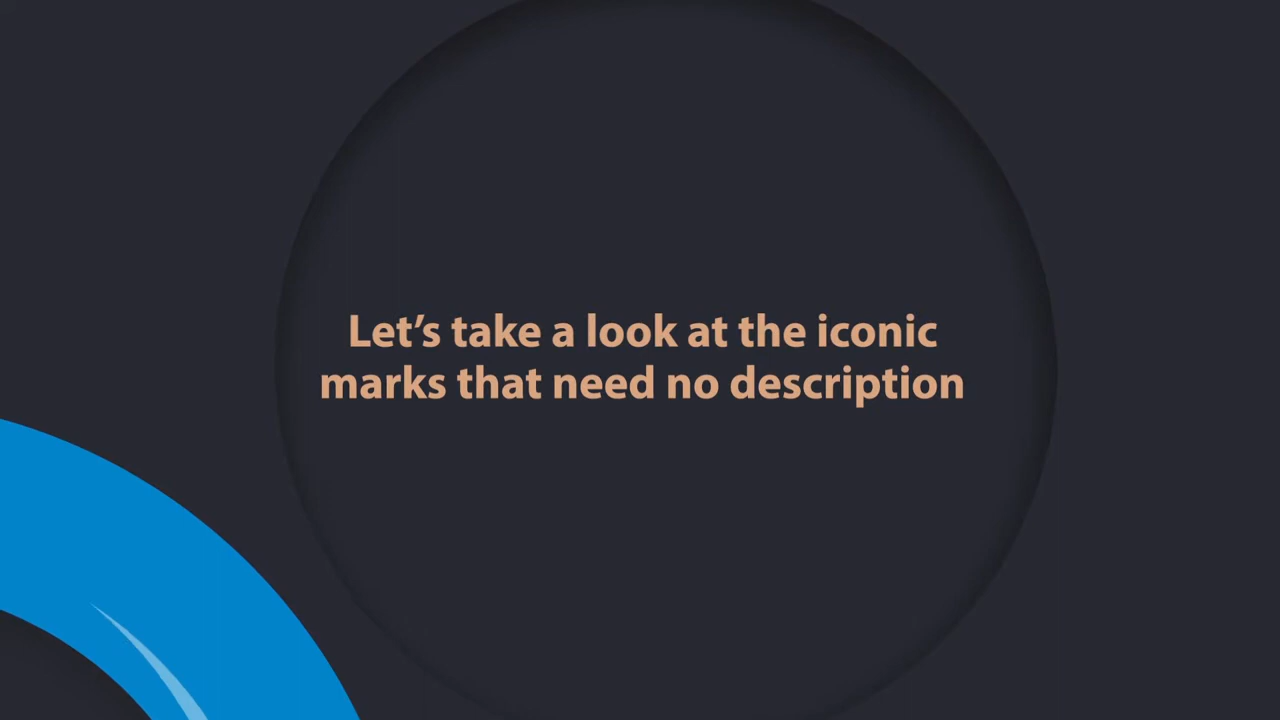 Let’s take a look at the iconic
marks that need no description